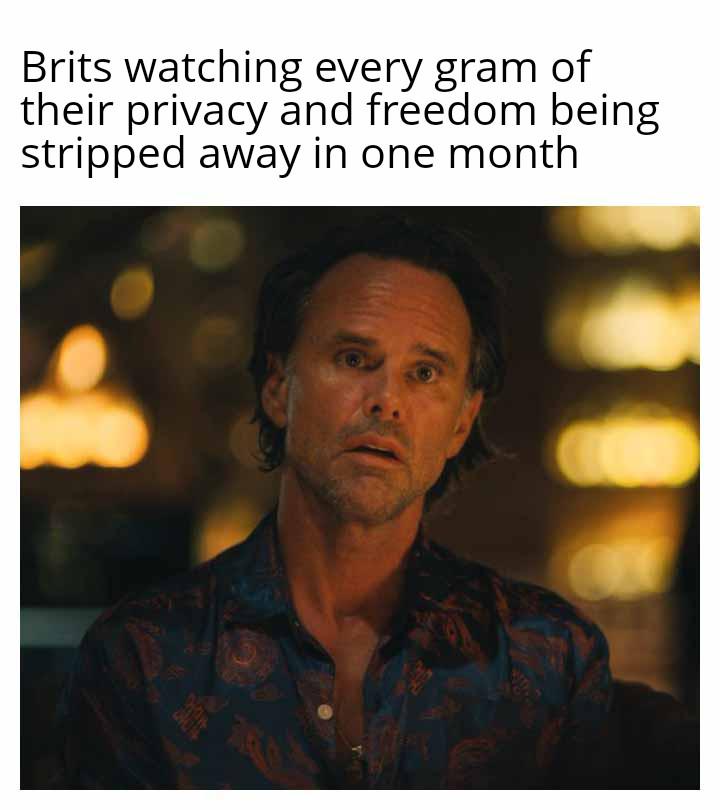 Brits watching every gram of
their privacy and freedom being
stripped away in one month